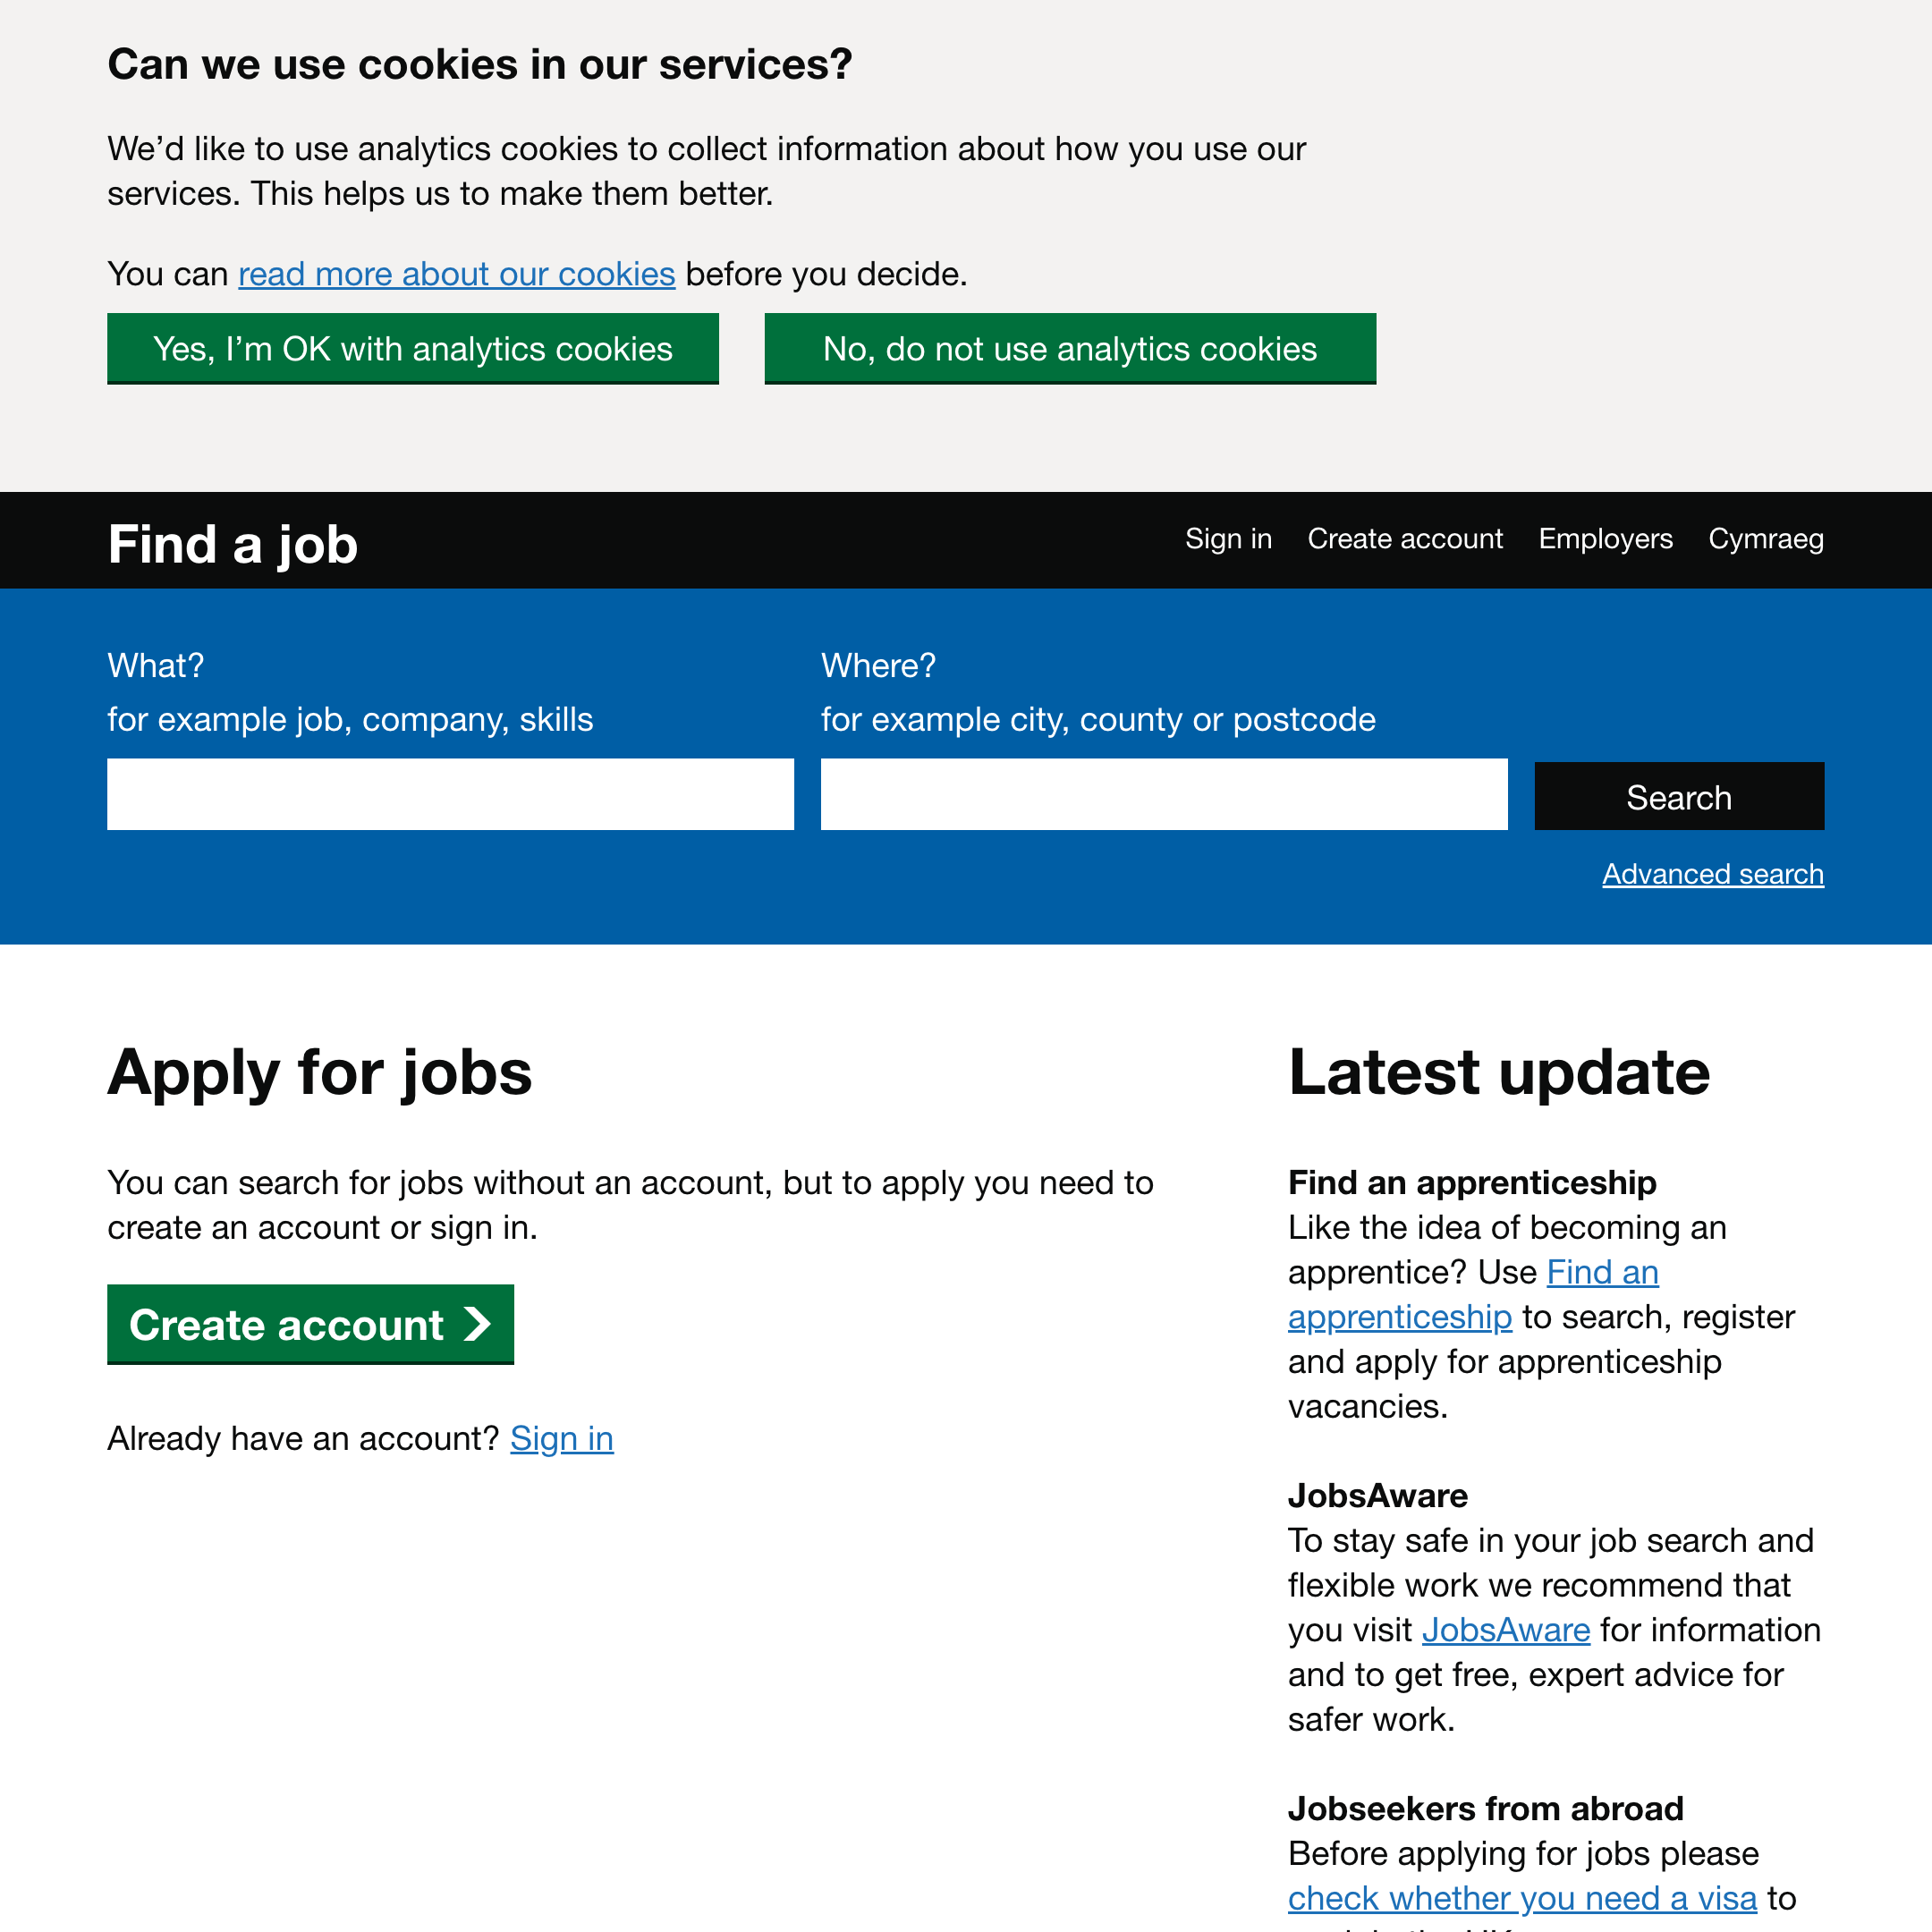 Can we use cookies in our services?
We’d like to use analytics cookies to collect information about how you use our
services. This helps us to make them better.
You can read more about our cookies before you decide.
Yes, I’m OK with analytics cookies
No, do not use analytics cookies
Find a job
Sign in
Create account
Employers
Cymraeg
What?
for example job, company, skills
Where?
for example city, county or postcode
Search
Advanced search
Apply for jobs
You can search for jobs without an account, but to apply you need to
create an account or sign in.
Create account
Already have an account? Sign in
Latest update
Find an apprenticeship
Like the idea of becoming an
apprentice? Use Find an
apprenticeship to search, register
and apply for apprenticeship
vacancies.
JobsAware
To stay safe in your job search and
flexible work we recommend that
you visit JobsAware for information
and to get free, expert advice for
safer work.
Jobseekers from abroad
Before applying for jobs please
check whether you need a visa to